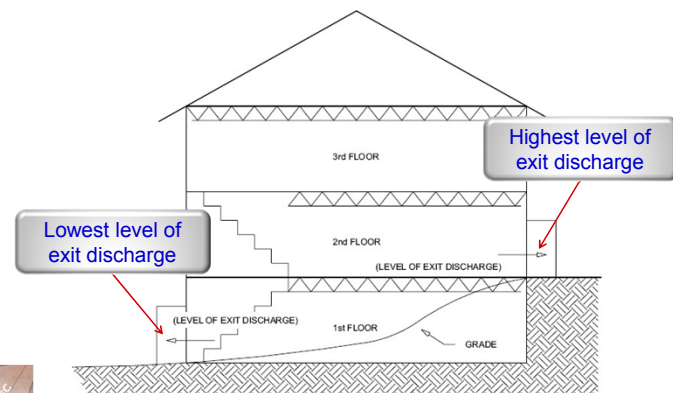 3rd FLOOR
Highest level of
exit discharge
Lowest level of
exit discharge
2nd FLOOR
(LEVEL OF EXIT DISCHARGE)
(LEVEL OF EXIT DISCHARGE)
1st FLOOR
GRADE